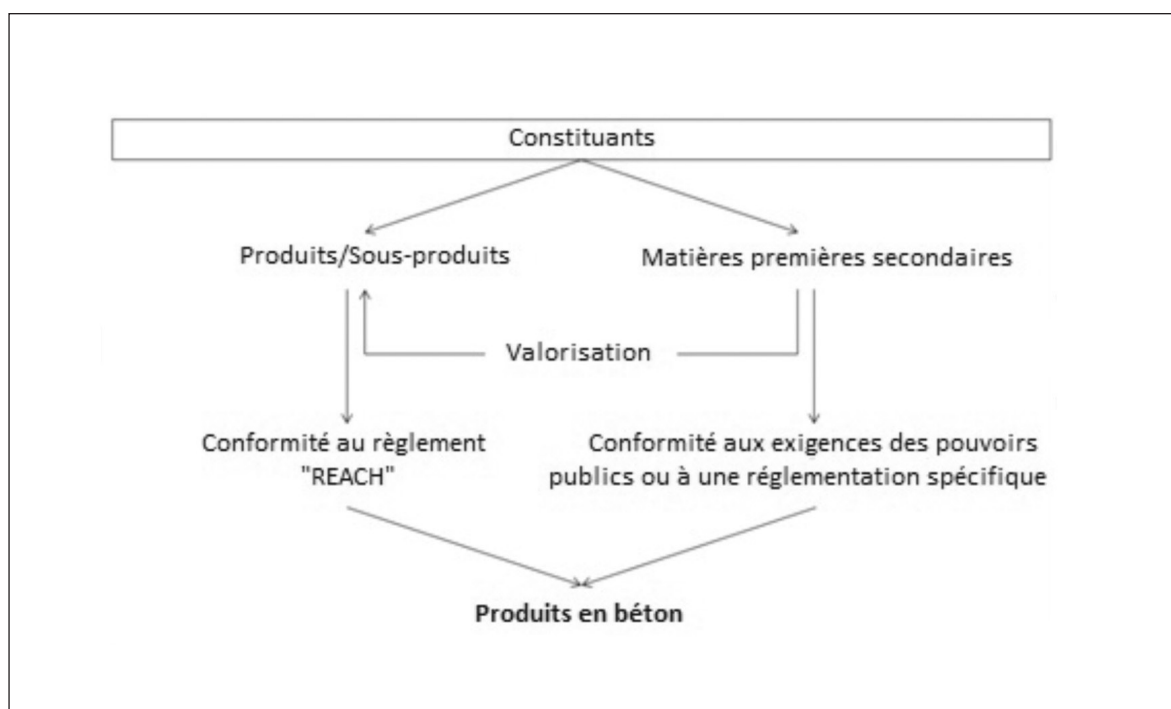 Constituants
Produits/Sous-produits
Matières premières secondaires
Valorisation
Conformité au règlement
"REACH"
Conformité aux exigences des pouvoirs
publics ou à une réglementation spécifique
Produits en béton